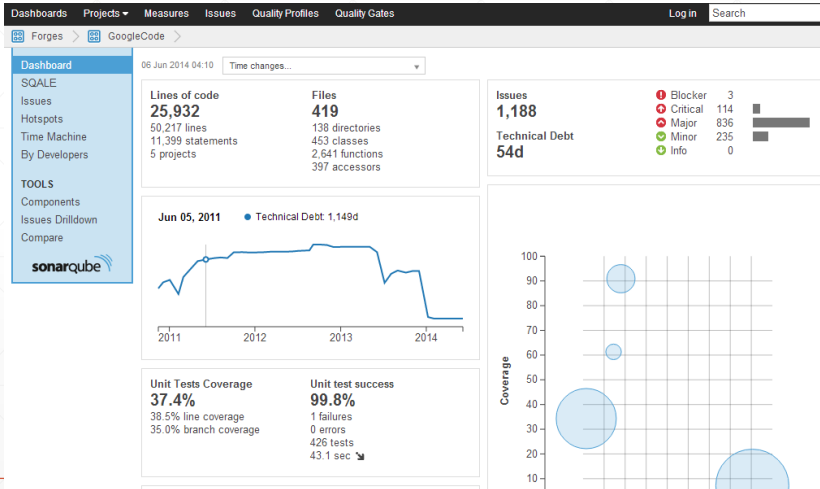 Dashboards Projects Measures Issues Quality Profiles Quality Gates Log in Search
Forges GoogleCode
Dashboard
SQALE
Issues
Hotspots
Time Machine
By Developers
TOOLS
Components
Issues Drilldown
Compare
sonarqube
06 Jun 2014 04:10 Time changes...
Lines of code
25,932
50,217 lines
11,399 statements
5 projects
Files
419
138 directories
453 classes
2,641 functions
397 accessors
Issues
1,188
Technical Debt
54d
Blocker 3
Critical 114
Major 836
Minor 235
Info 0
Jun 05, 2011 Technical Debt: 1,149d
2011 2012 2013 2014
Unit Tests Coverage
37.4%
38.5% line coverage
35.0% branch coverage
Unit test success
99.8%
1 failures
0 errors
426 tests
43.1 sec
Coverage
100
90
80
70
60
50
40
30
20
10